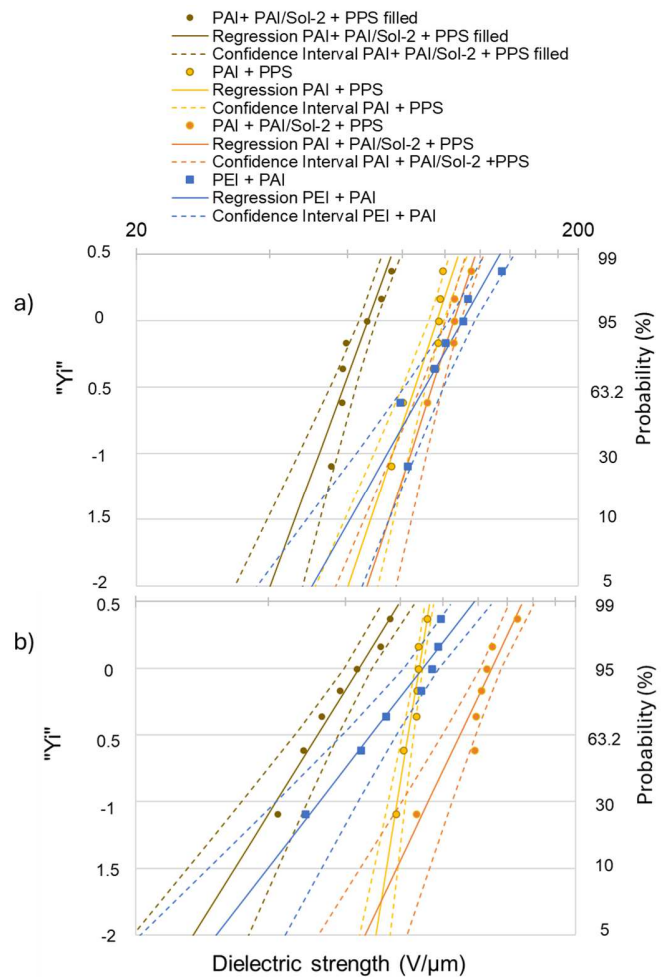 PAI+ PAI/Sol-2 + PPS filled
Regression PAI+ PAI/Sol-2 + PPS filled
Confidence Interval PAI+ PAI/Sol-2 + PPS filled
PAI + PPS
Regression PAI + PPS
Confidence Interval PAI + PPS
PAI + PAI/Sol-2 + PPS
Regression PAI + PAI/Sol-2 + PPS
Confidence Interval PAI + PAI/Sol-2 +PPS
PEI + PAI
Regression PEI + PAI
Confidence Interval PEI + PAI
20 200
a)
"Yi"
0.5
0
0.5
-1
1.5
-2
99
95
63.2
30
10
5
Probability (%)
b)
"Yi"
0.5
0
0.5
-1
1.5
-2
99
95
63.2
30
10
5
Probability (%)
Dielectric strength (V/µm)